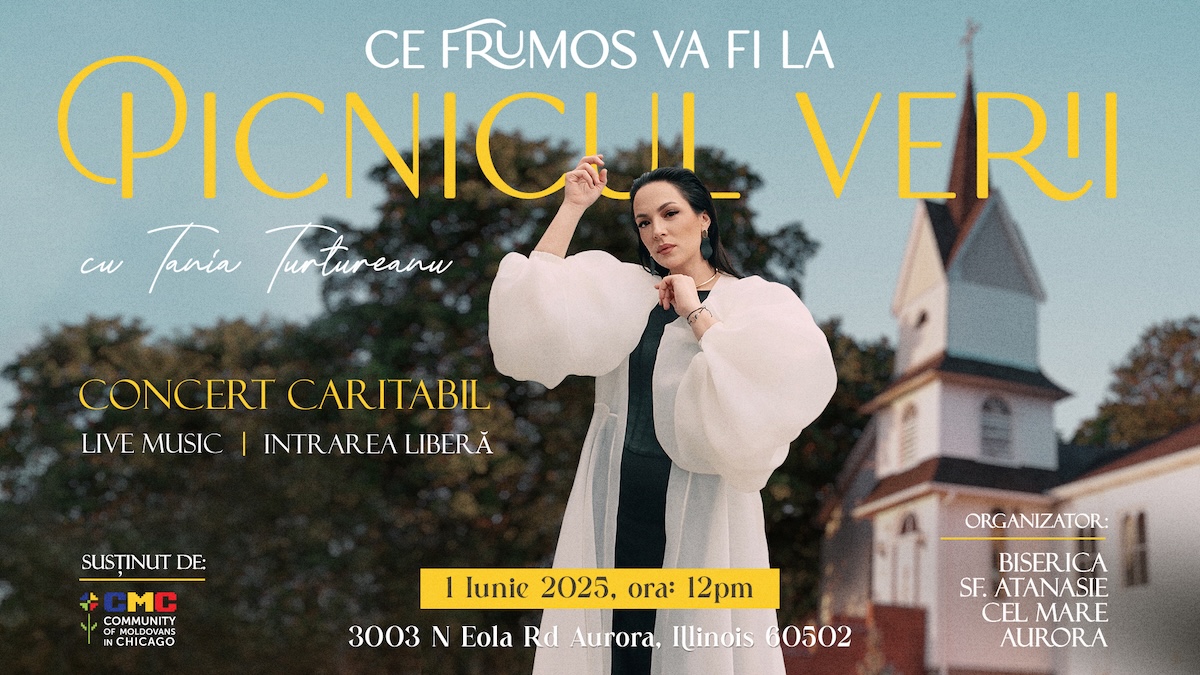 CE FRUMOS VA FI LA
PICNICUL VERII
cu Tania Turtureanu
CONCERT CARITABIL
LIVE MUSIC | INTRAREA LIBERĂ
SUSȚINUT DE:
CMC
COMMUNITY
OF MOLDOVANS
IN CHICAGO
1 Iunie 2025, ora: 12pm
3003 N Eola Rd Aurora, Illinois 60502
ORGANIZATOR:
BISERICA
SF. ATANASIE
CEL MARE
AURORA